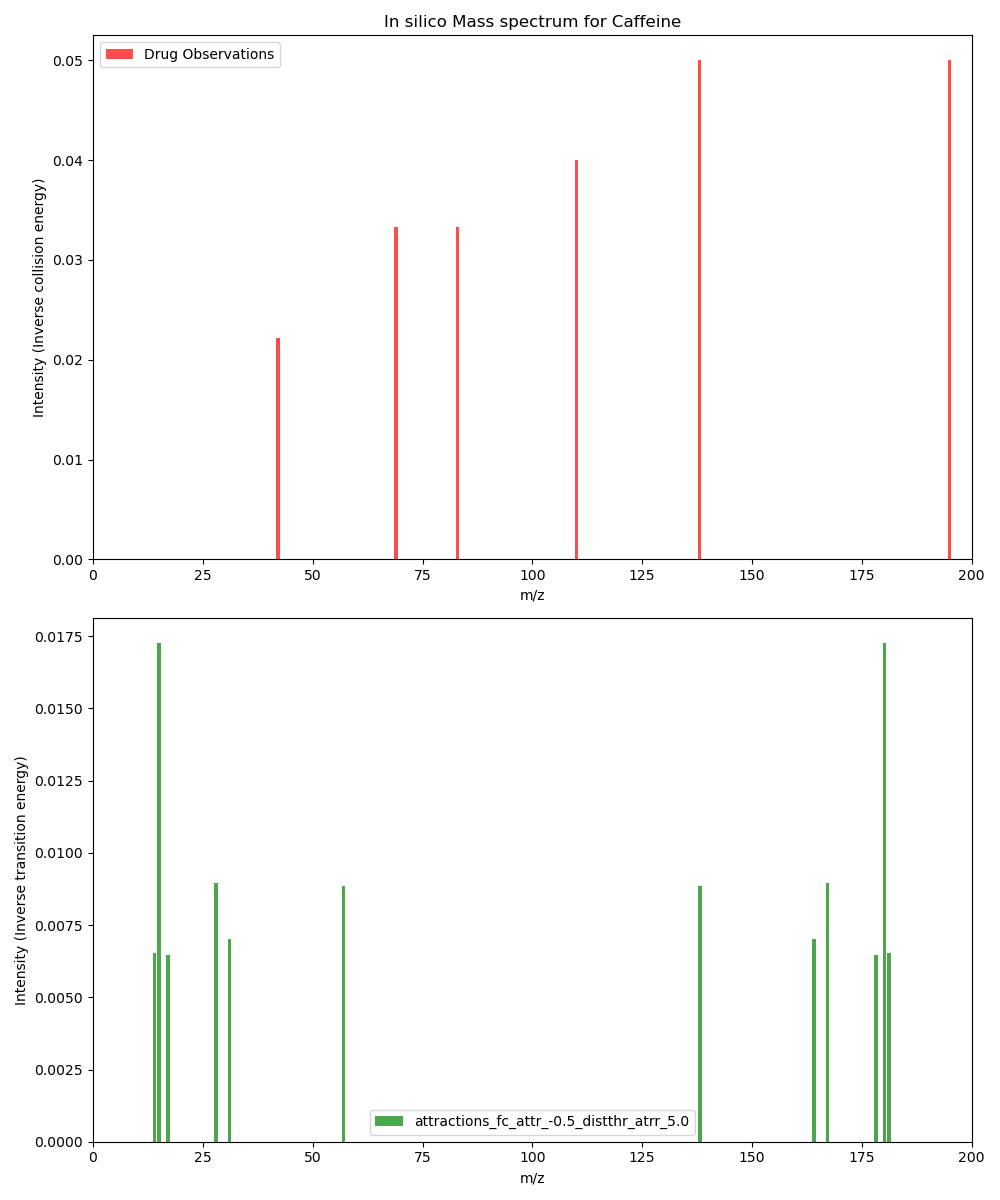 In silico Mass spectrum for Caffeine
Drug Observations
Intensity (Inverse collision energy)
0.05
0.04
0.03
0.02
0.01
0.00
0 25 50 75 100 125 150 175 200
m/z
Intensity (Inverse transition energy)
0.0175
0.0150
0.0125
0.0100
0.0075
0.0050
0.0025
0.0000
attractions_fc_attr_-0.5_distthr_atrr_5.0
0 25 50 75 100 125 150 175 200
m/z